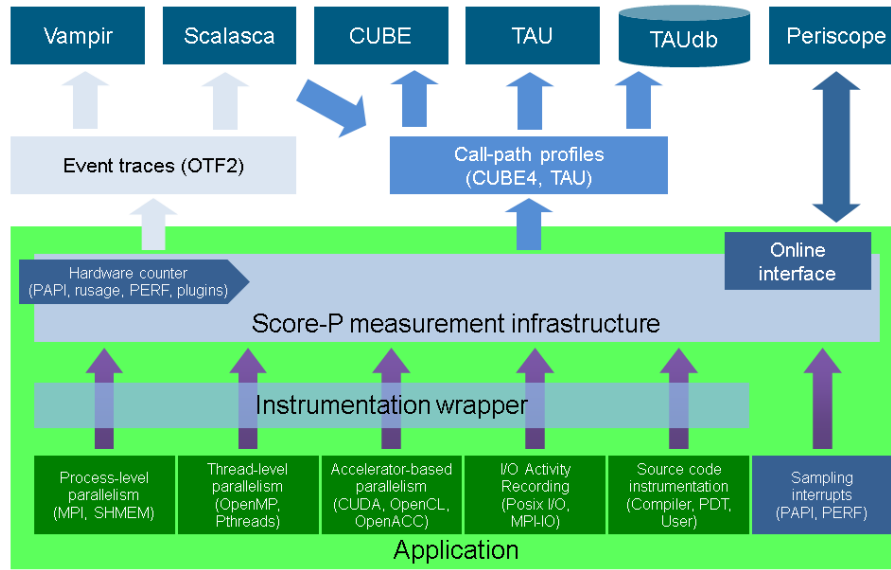 Vampir
Scalasca
CUBE
TAU
TAUdb
Periscope
Event traces (OTF2)
Call-path profiles
(CUBE4, TAU)
Online
interface
Hardware counter
(PAPI, rusage, PERF, plugins)
Score-P measurement infrastructure
Instrumentation wrapper
Process-level
parallelism
(MPI, SHMEM)
Thread-level
parallelism
(OpenMP,
Pthreads)
Accelerator-based
parallelism
(CUDA, OpenCL,
OpenACC)
I/O Activity
Recording
(Posix I/O,
MPI-IO)
Source code
instrumentation
(Compiler, PDT,
User)
Sampling
interrupts
(PAPI, PERF)
Application